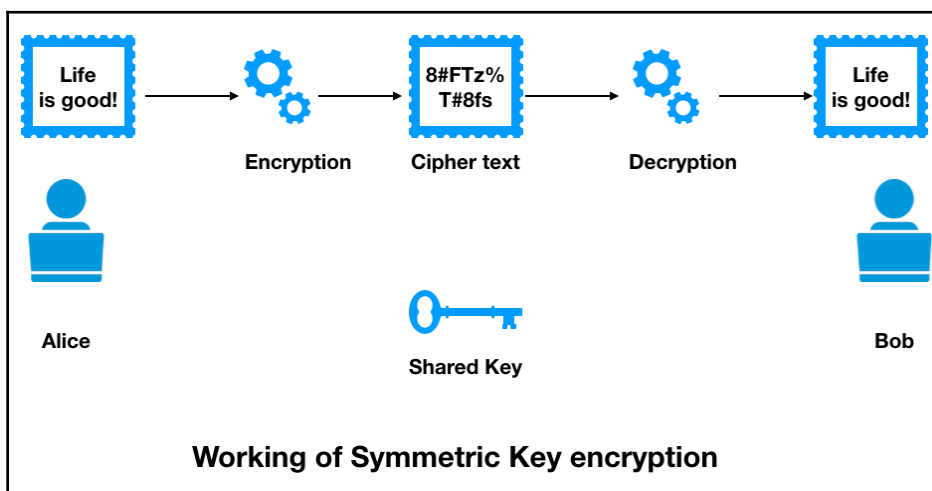 Life
is good!
8#FTz%
T#8fs
Life
is good!
Encryption
Cipher text
Decryption
Alice
Bob
Shared Key
Working of Symmetric Key encryption